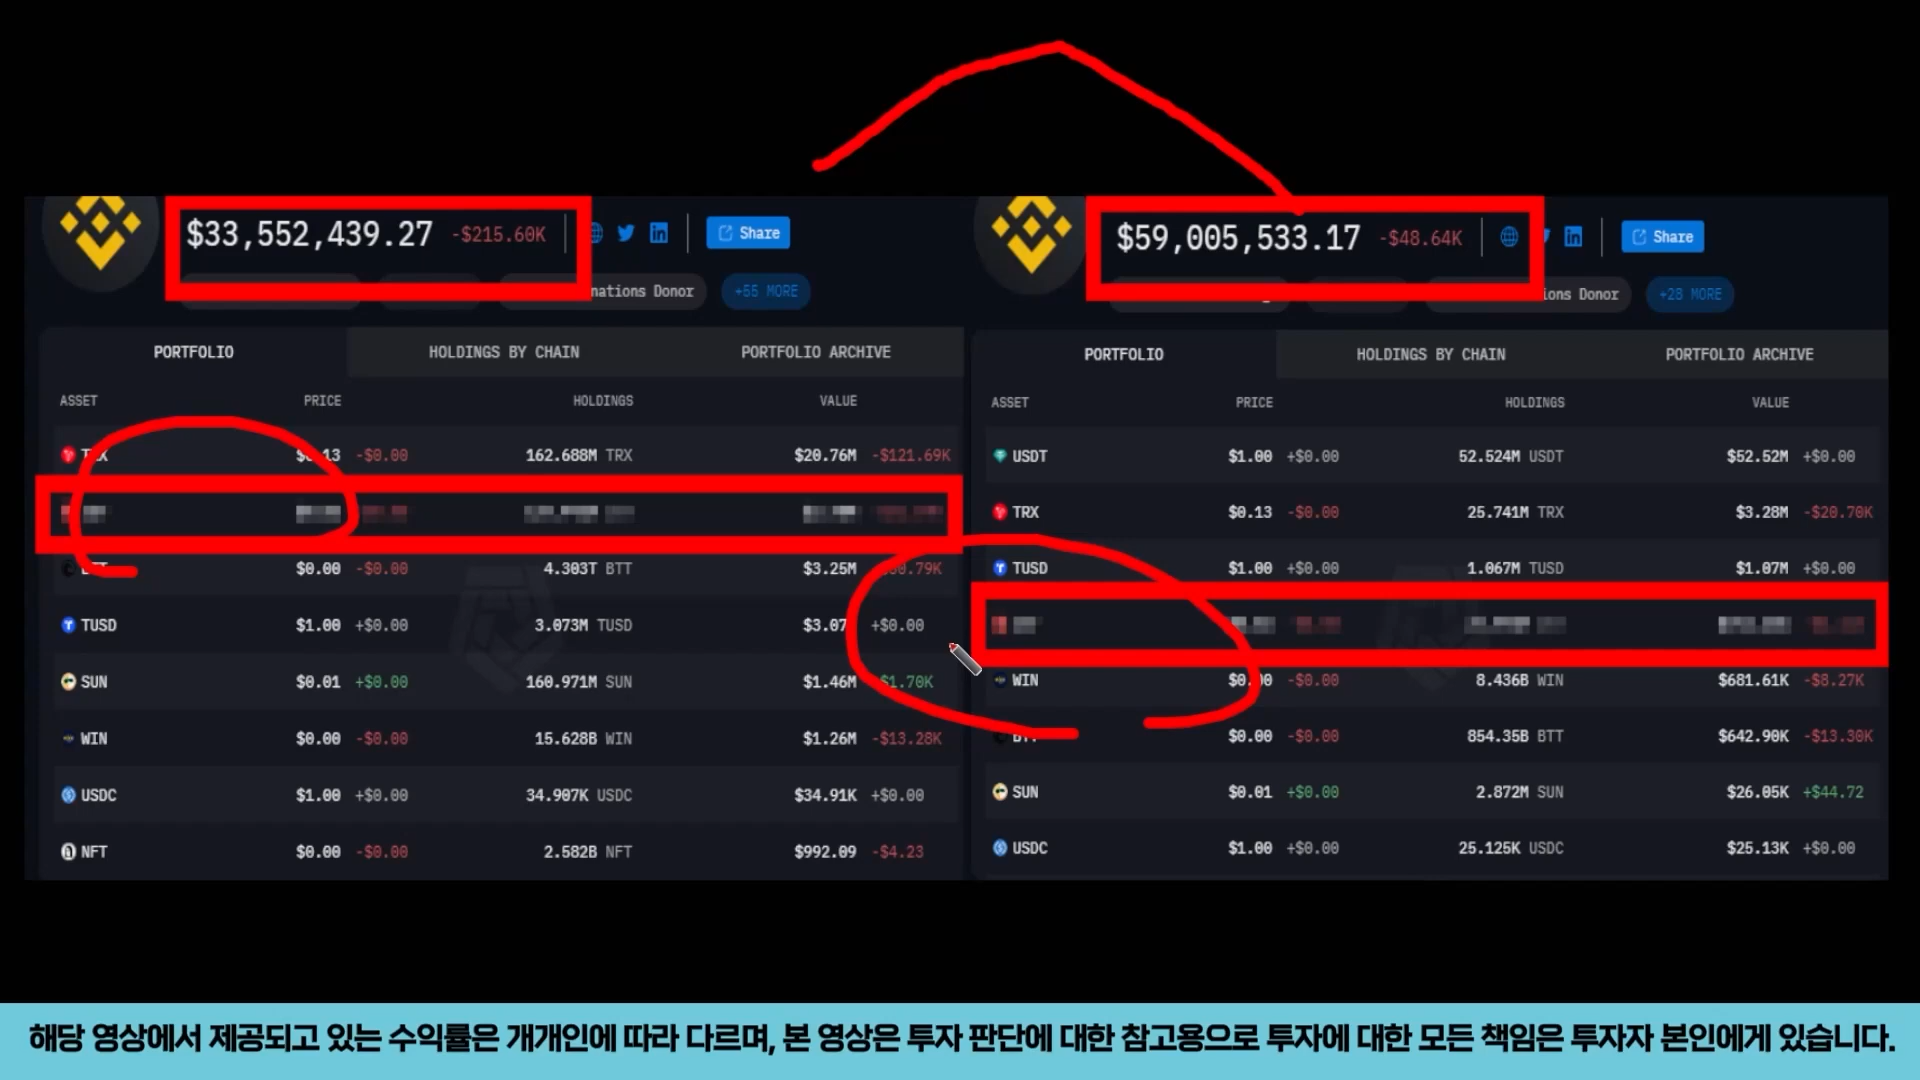 $33,552,439.27 -$215.60K Share
nations Donor +55 MORE
PORTFOLIO HOLDINGS BY CHAIN PORTFOLIO ARCHIVE
ASSET PRICE HOLDINGS VALUE
TRX $0.13 -$0.00 162.688M TRX $20.76M -$121.69K
BTT $0.00 -$0.00 4.303T BTT $3.25M
TUSD $1.00 +$0.00 3.073M TUSD +$0.00
SUN $0.01 +$0.00 160.971M SUN $1.46M $1.70K
WIN $0.00 -$0.00 15.628B WIN $1.26M -$13.28K
USDC $1.00 +$0.00 34.907K USDC $34.91K +$0.00
NFT $0.00 -$0.00 2.582B NFT $992.09 -$4.23
$59,005,533.17 -$48.64K Share
ions Donor +28 MORE
PORTFOLIO HOLDINGS BY CHAIN PORTFOLIO ARCHIVE
ASSET PRICE HOLDINGS VALUE
USDT $1.00 +$0.00 52.524M USDT $52.52M +$0.00
TRX $0.13 -$0.00 25.741M TRX $3.28M -$20.70K
TUSD $1.00 +$0.00 1.067M TUSD $1.07M +$0.00
WIN $0.00 -$0.00 8.436B WIN $681.61K -$8.27K
BTT $0.00 -$0.00 854.35B BTT $642.90K -$13.30K
SUN $0.01 +$0.00 2.872M SUN $26.05K +$44.72
USDC $1.00 +$0.00 25.125K USDC $25.13K +$0.00
해당 영상에서 제공되고 있는 수익률은 개개인에 따라 다르며, 본 영상은 투자 판단에 대한 참고용으로 투자에 대한 모든 책임은 투자자 본인에게 있습니다.